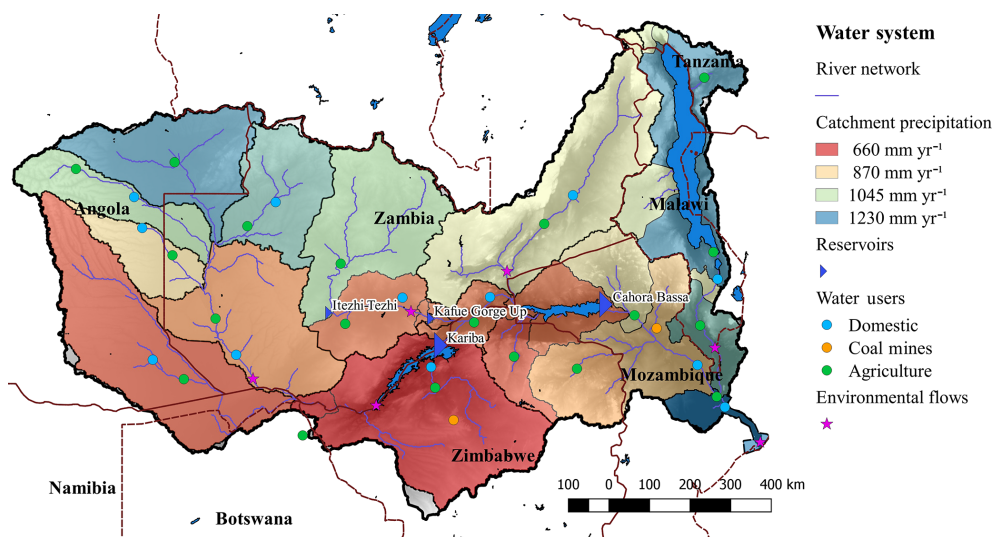 Water system
River network
Catchment precipitation
660 mm yr⁻¹
870 mm yr⁻¹
1045 mm yr⁻¹
1230 mm yr⁻¹
Reservoirs
Water users
Domestic
Coal mines
Agriculture
Environmental flows
Tanzania
Angola
Zambia
Malawi
Itezhi-Tezhi
Kafue Gorge Up
Cahora Bassa
Kariba
Mozambique
Zimbabwe
Namibia
Botswana
100 0 100 200 300 400 km